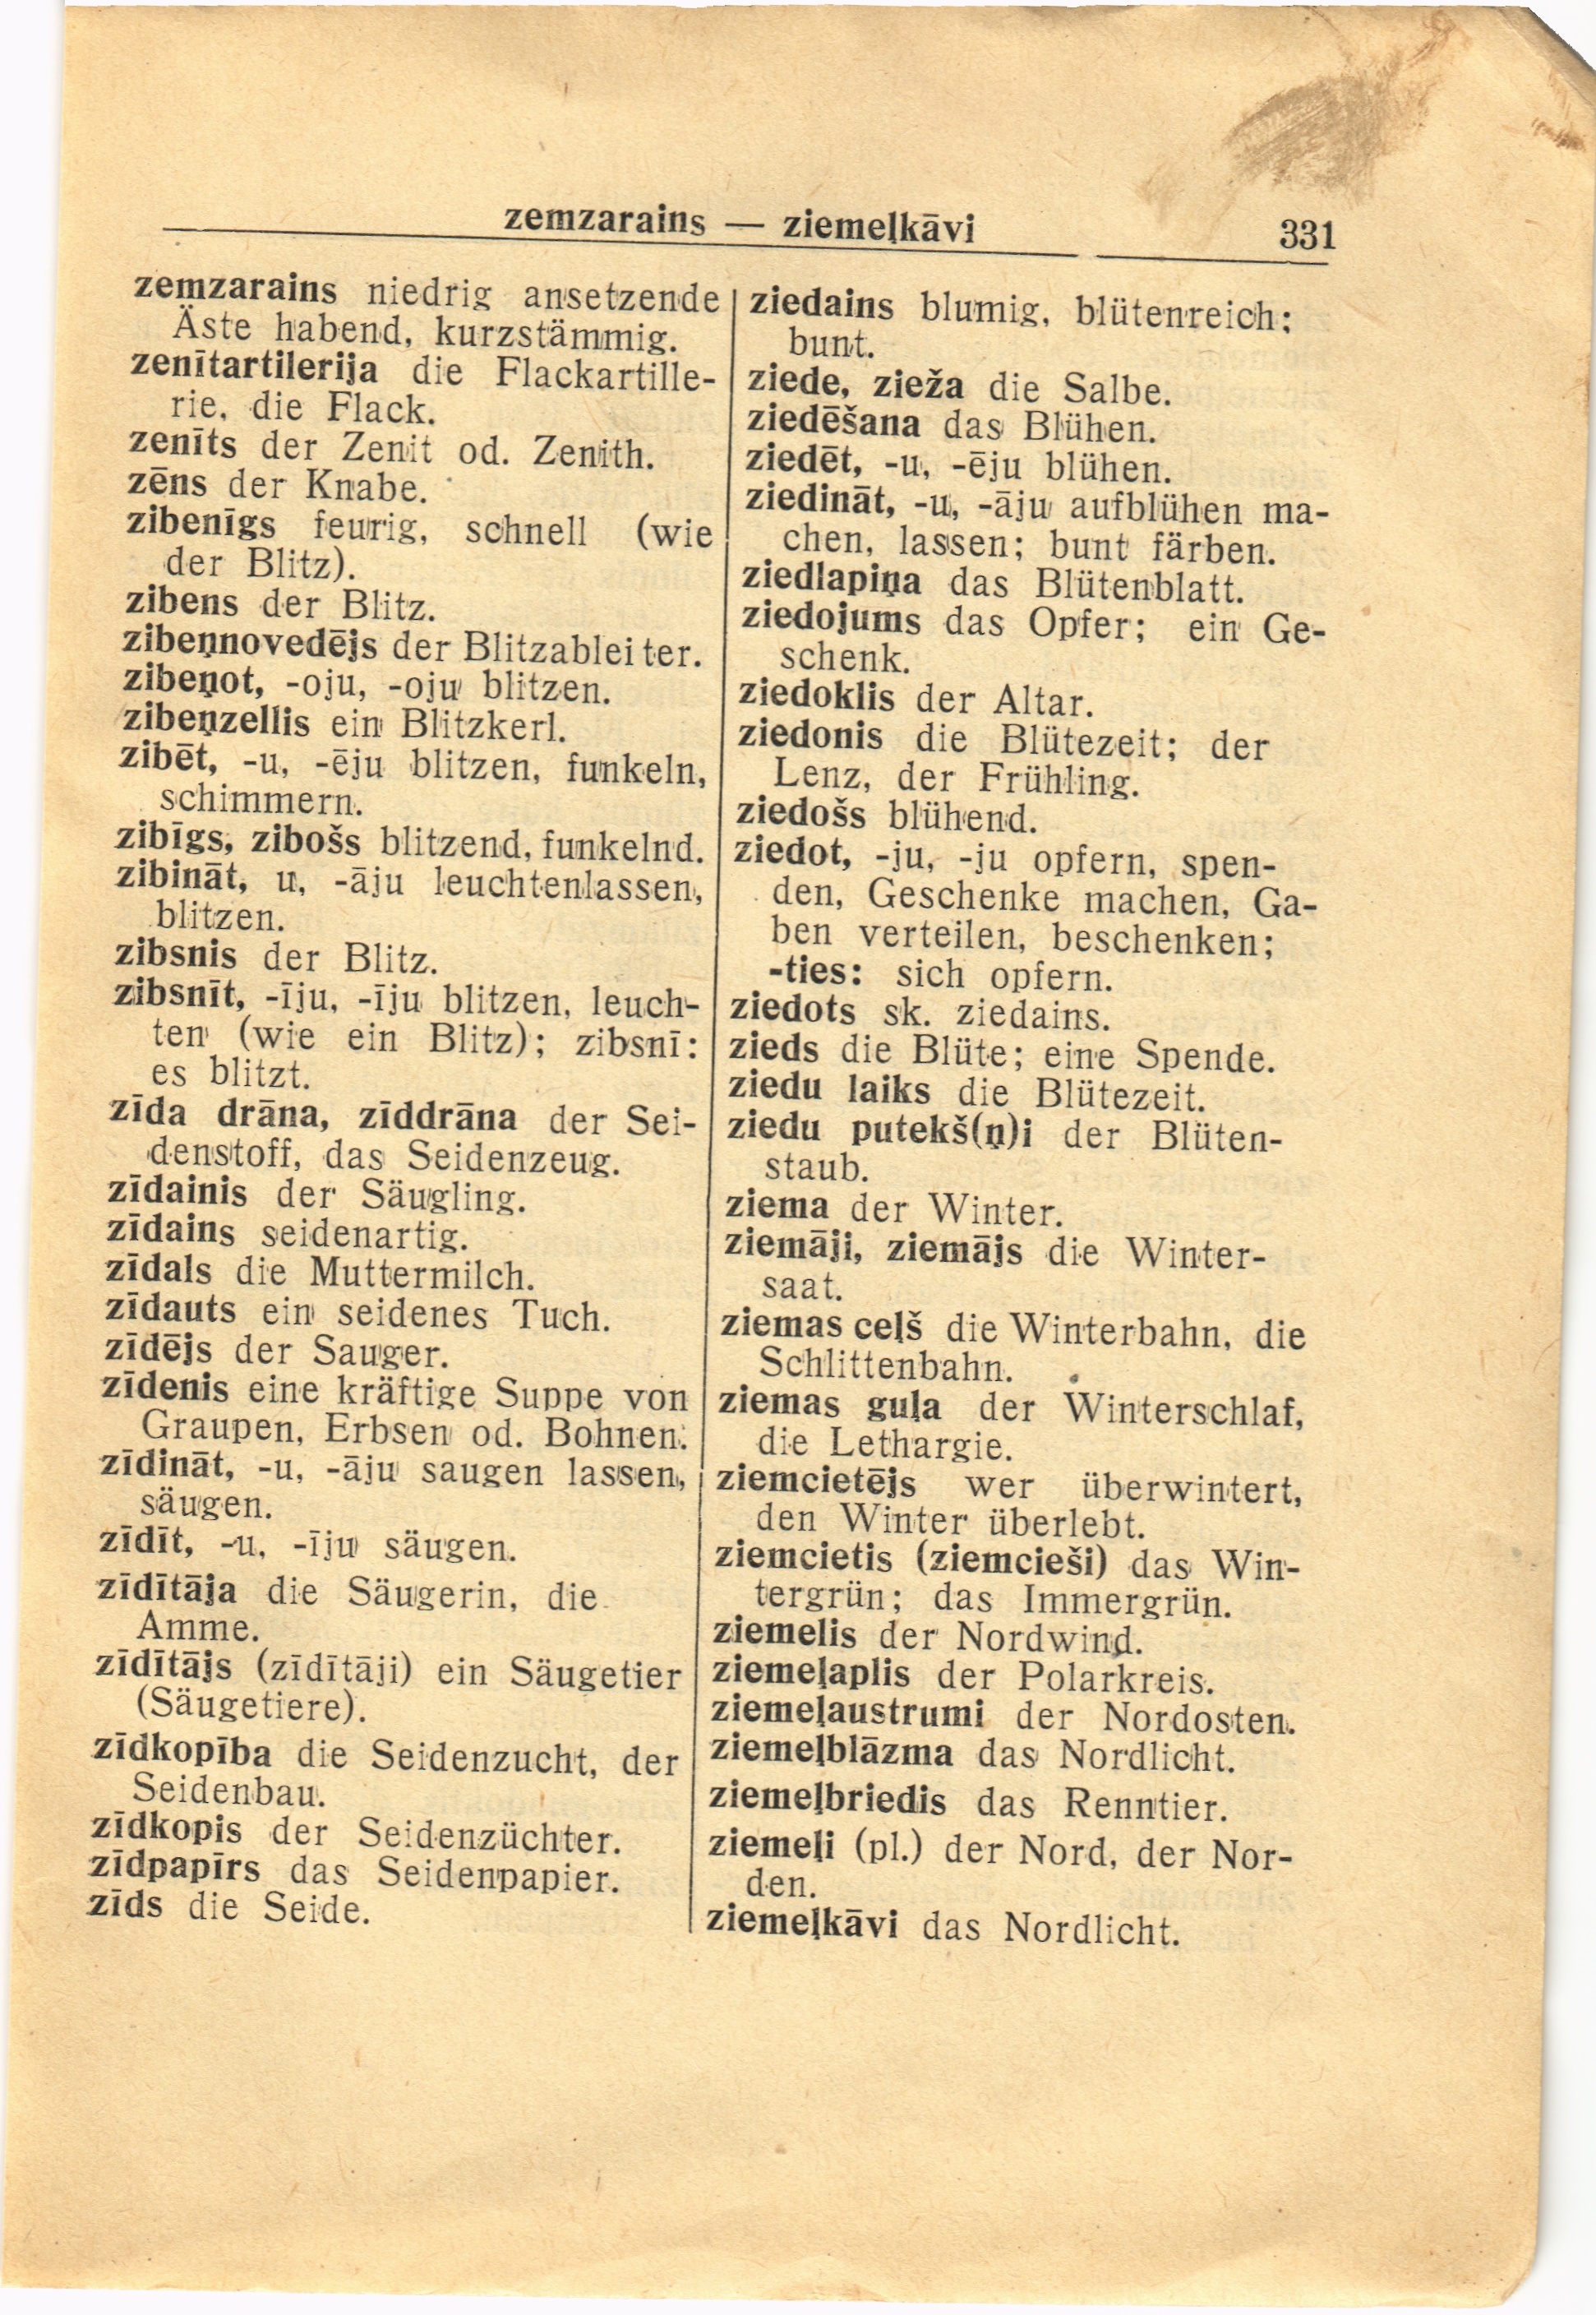 zemzarains — ziemeļkāvi 331
zemzarains niedrig ansetzende
Äste habend, kurzstämmig.
zenītartilerija die Flackartille-
rie, die Flack.
zenīts der Zenit od. Zenith.
zēns der Knabe.
zibenīgs feurig, schnell (wie
der Blitz).
zibens der Blitz.
zibeņnovedējs der Blitzableiter.
zibeņot, -oju, -oju blitzen.
zibeņzellis ein Blitzkerl.
zibēt, -u, -ēju blitzen, funkeln,
schimmern.
zibīgs, zibošs blitzend, funkelnd.
zibināt, u, -āju leuchtenlassen,
blitzen.
zibsnis der Blitz.
zibsnīt, -īju, -īju blitzen, leuch-
ten (wie ein Blitz); zibsnī:
es blitzt.
zīda drāna, zīddrāna der Sei-
denstoff, das Seidenzeug.
zīdainis der Säugling.
zīdains seidenartig.
zīdals die Muttermilch.
zīdauts ein seidenes Tuch.
zīdējs der Sauger.
zīdenis eine kräftige Suppe von
Graupen, Erbsen od. Bohnen.
zīdināt, -u, -āju saugen lassen,
säugen.
zīdīt, -u, -īju säugen.
zīdītāja die Säugerin, die
Amme.
zīdītājs (zīdītāji) ein Säugetier
(Säugetiere).
zīdkopība die Seidenzucht, der
Seidenbau.
zīdkopis der Seidenzüchter.
zīdpapīrs das Seidenpapier.
zīds die Seide.
ziedains blumig, blütenreich;
bunt.
ziede, zieža die Salbe.
ziedēšana das Blühen.
ziedēt, -u, -ēju blühen.
ziedināt, -u, -āju aufblühen ma-
chen, lassen; bunt färben.
ziedlapiņa das Blütenblatt.
ziedojums das Opfer; ein Ge-
schenk.
ziedoklis der Altar.
ziedonis die Blütezeit; der
Lenz, der Frühling.
ziedošs blühend.
ziedot, -ju, -ju opfern, spen-
den, Geschenke machen, Ga-
ben verteilen, beschenken;
-ties: sich opfern.
ziedots sk. ziedains.
zieds die Blüte; eine Spende.
ziedu laiks die Blütezeit.
ziedu putekš(ņ)i der Blüten-
staub.
ziema der Winter.
ziemāji, ziemājs die Winter-
saat.
ziemas ceļš die Winterbahn, die
Schlittenbahn.
ziemas guļa der Winterschlaf,
die Lethargie.
ziemcietējs wer überwintert,
den Winter überlebt.
ziemcietis (ziemcieši) das Win-
tergrün; das Immergrün.
ziemelis der Nordwind.
ziemeļaplis der Polarkreis.
ziemeļaustrumi der Nordosten.
ziemeļblāzma das Nordlicht.
ziemeļbriedis das Renntier.
ziemeļi (pl.) der Nord, der Nor-
den.
ziemeļkāvi das Nordlicht.